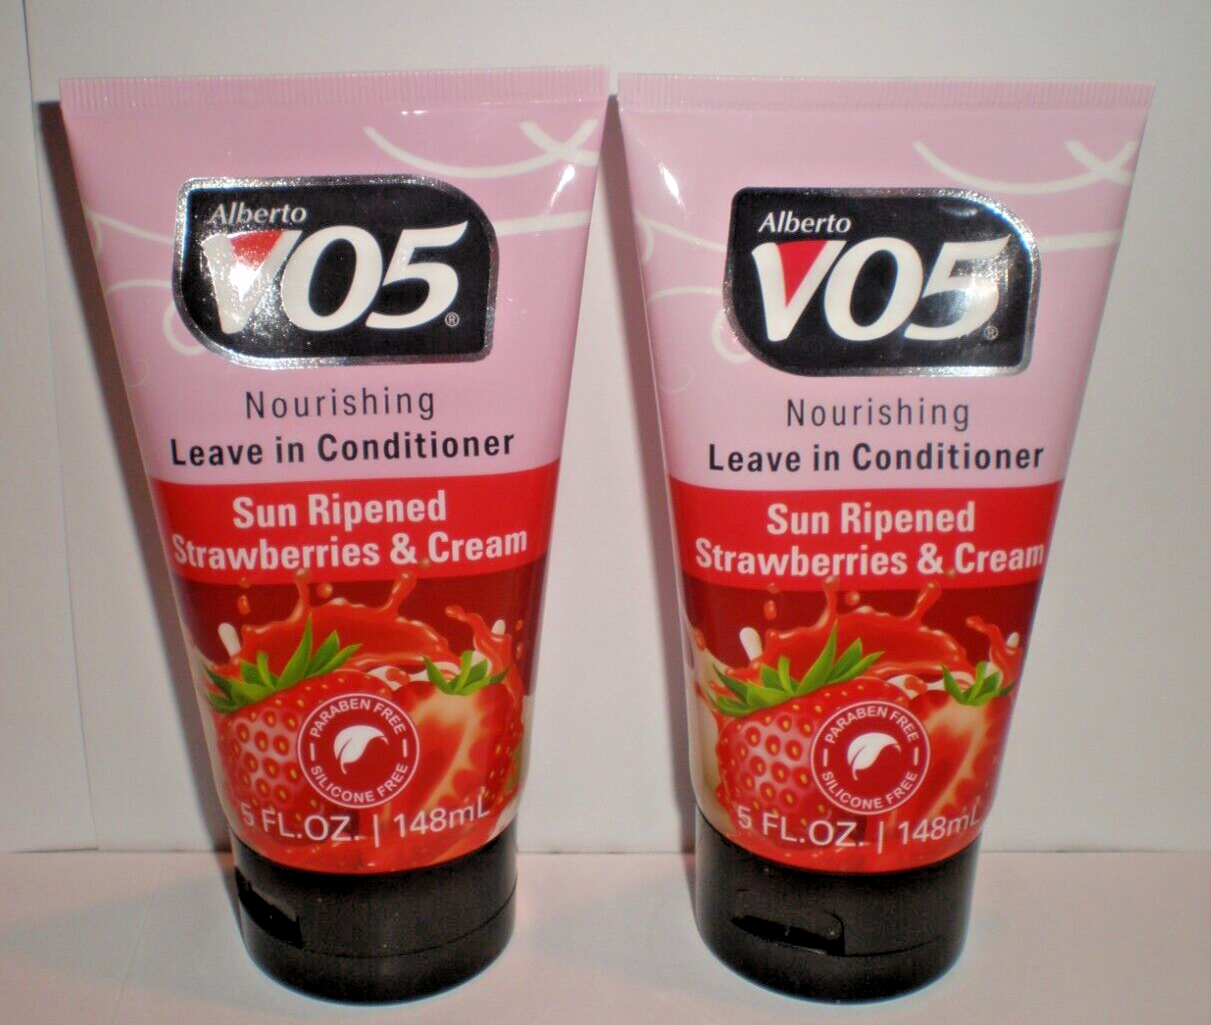 Alberto
VO5®
Nourishing
Leave in Conditioner
Sun Ripened
Strawberries & Cream
PARABEN FREE
SILICONE FREE
5 FL.OZ. | 148mL
Alberto
VO5®
Nourishing
Leave in Conditioner
Sun Ripened
Strawberries & Cream
PARABEN FREE
SILICONE FREE
5 FL.OZ. | 148mL